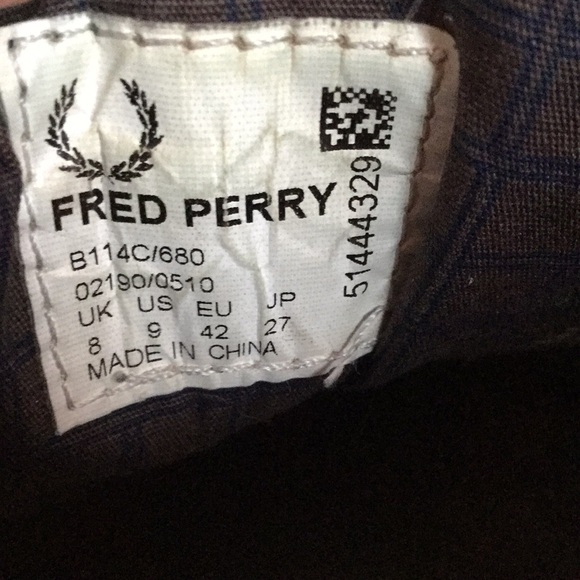 FRED PERRY
B114C/680
02190/0510
UK US EU JP
8 9 42 27
MADE IN CHINA
51444329